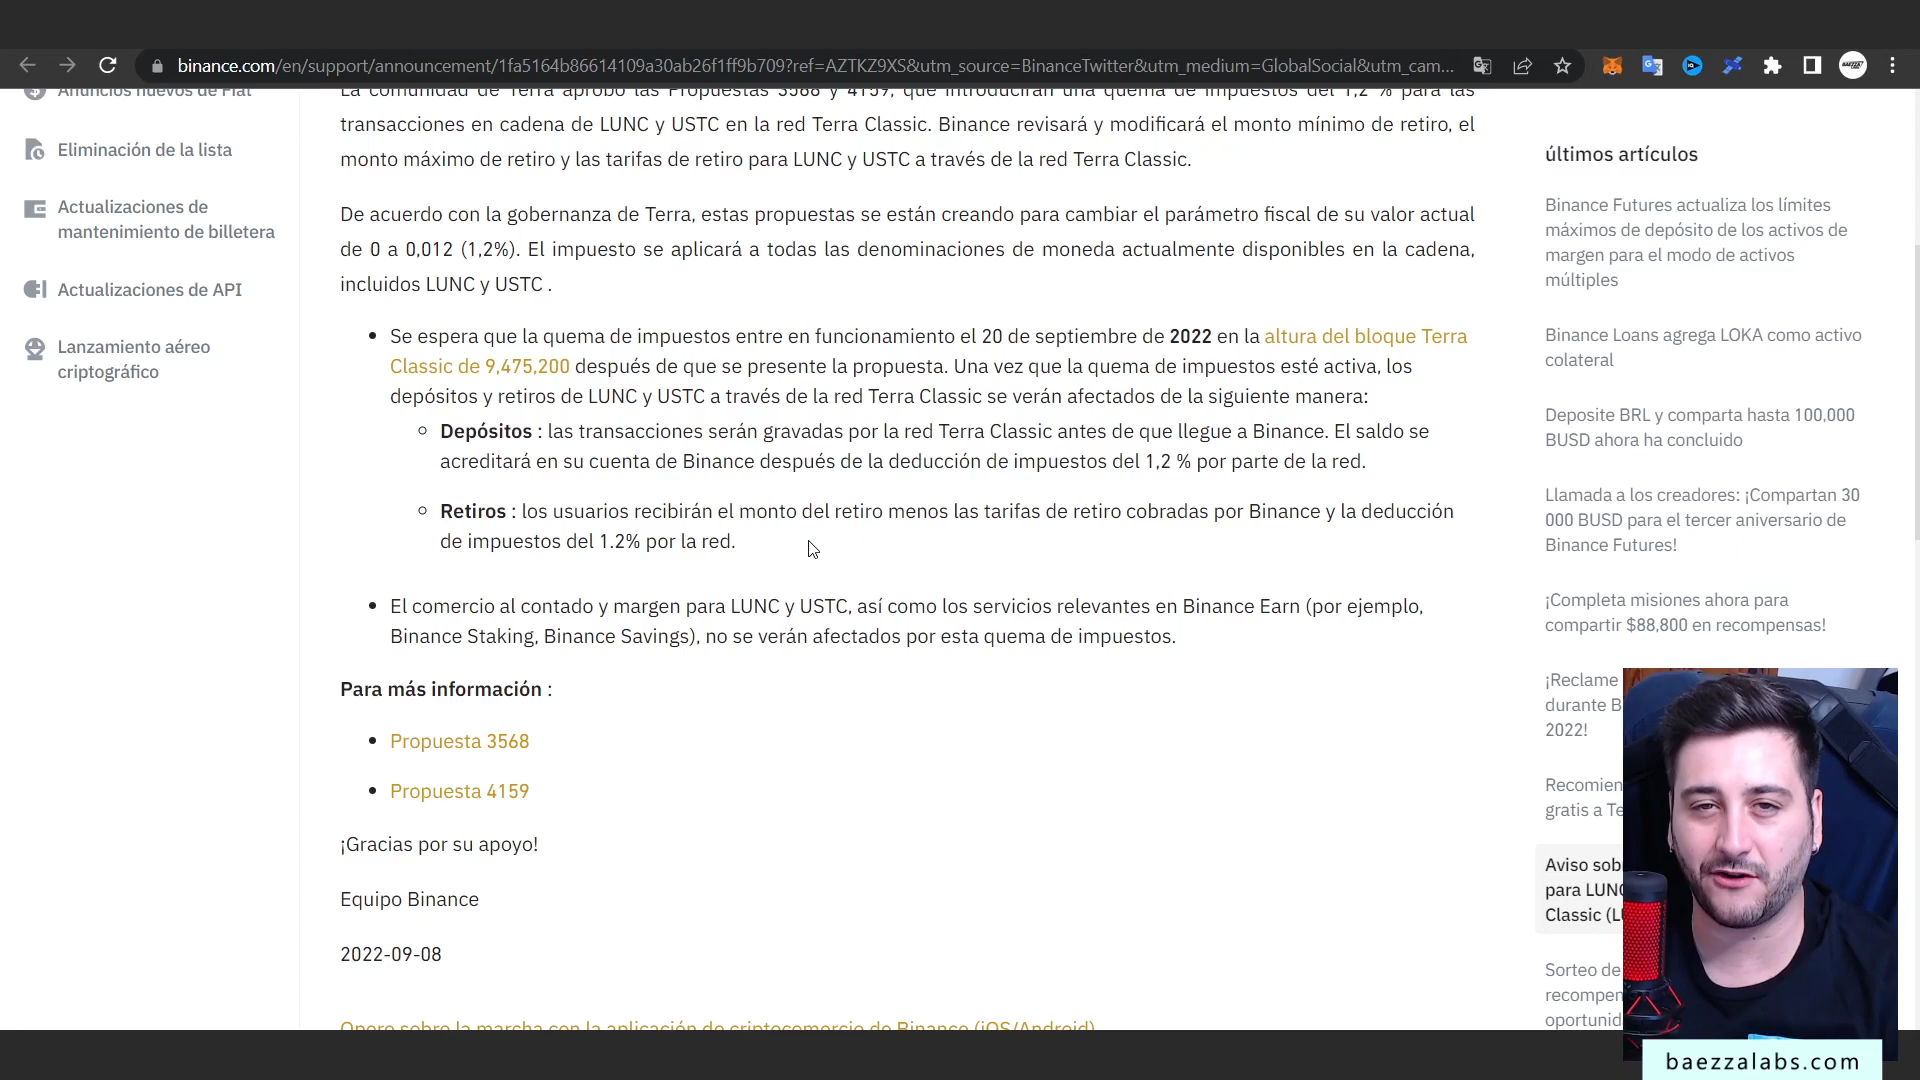 binance.com/en/support/announcement/1fa5164b86614109a30ab26f1ff9b709?ref=AZTKZ9XS&utm_source=BinanceTwitter&utm_medium=GlobalSocial&utm_cam...
Anuncios nuevos de Fiat
Eliminación de la lista
Actualizaciones de
mantenimiento de billetera
Actualizaciones de API
Lanzamiento aéreo
criptográfico
La comunidad de Terra aprobó las Propuestas 3568 y 4159, que introducirán una quema de impuestos del 1,2 % para las
transacciones en cadena de LUNC y USTC en la red Terra Classic. Binance revisará y modificará el monto mínimo de retiro, el
monto máximo de retiro y las tarifas de retiro para LUNC y USTC a través de la red Terra Classic.
De acuerdo con la gobernanza de Terra, estas propuestas se están creando para cambiar el parámetro fiscal de su valor actual
de 0 a 0,012 (1,2%). El impuesto se aplicará a todas las denominaciones de moneda actualmente disponibles en la cadena,
incluidos LUNC y USTC .
Se espera que la quema de impuestos entre en funcionamiento el 20 de septiembre de 2022 en la altura del bloque Terra
Classic de 9,475,200 después de que se presente la propuesta. Una vez que la quema de impuestos esté activa, los
depósitos y retiros de LUNC y USTC a través de la red Terra Classic se verán afectados de la siguiente manera:
Depósitos : las transacciones serán gravadas por la red Terra Classic antes de que llegue a Binance. El saldo se
acreditará en su cuenta de Binance después de la deducción de impuestos del 1,2 % por parte de la red.
Retiros : los usuarios recibirán el monto del retiro menos las tarifas de retiro cobradas por Binance y la deducción
de impuestos del 1.2% por la red.
El comercio al contado y margen para LUNC y USTC, así como los servicios relevantes en Binance Earn (por ejemplo,
Binance Staking, Binance Savings), no se verán afectados por esta quema de impuestos.
Para más información :
Propuesta 3568
Propuesta 4159
¡Gracias por su apoyo!
Equipo Binance
2022-09-08
Opere sobre la marcha con la aplicación de criptocomercio de Binance (iOS/Android)
últimos artículos
Binance Futures actualiza los límites
máximos de depósito de los activos de
margen para el modo de activos
múltiples
Binance Loans agrega LOKA como activo
colateral
Deposite BRL y comparta hasta 100,000
BUSD ahora ha concluido
Llamada a los creadores: ¡Compartan 30
000 BUSD para el tercer aniversario de
Binance Futures!
¡Completa misiones ahora para
compartir $88,800 en recompensas!
¡Reclame
durante B
2022!
Recomien
gratis a Te
Aviso sob
para LUNC
Classic (LU
Sorteo de
recompen
oportunid
baezzalabs.com